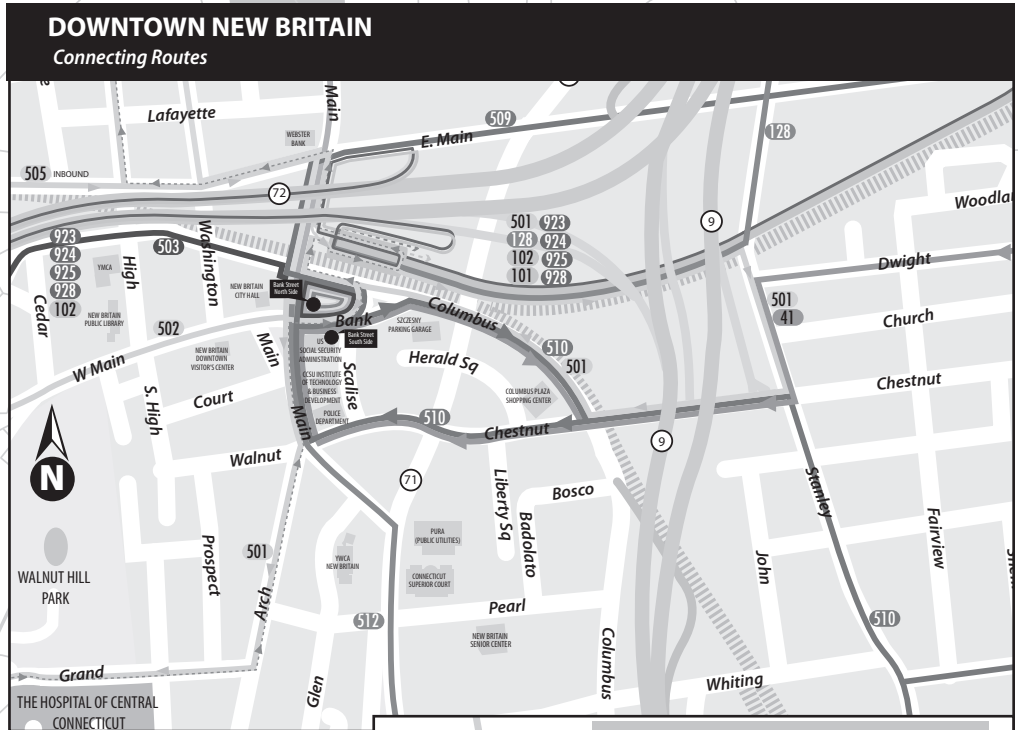 DOWNTOWN NEW BRITAIN
Connecting Routes
Lafayette
Main
509
E. Main
WEBSTER
BANK
128
505 INBOUND
72
9
Woodla
923
924
925
928
102
503
Washington
High
YMCA
Cedar
NEW BRITAIN
PUBLIC LIBRARY
NEW BRITAIN
CITY HALL
Bank Street
North Side
501 923
128 924
102 925
101 928
Dwight
501
41
Church
502
W Main
Main
Bank
Bank Street
South Side
Columbus
SZCZESNY
PARKING GARAGE
510
501
US
SOCIAL SECURITY
ADMINISTRATION
Scalise
Herald Sq
NEW BRITAIN
DOWNTOWN
VISITOR'S CENTER
CCSU INSTITUTE
OF TECHNOLOGY
& BUSINESS
DEVELOPMENT
POLICE
DEPARTMENT
COLUMBUS PLAZA
SHOPPING CENTER
Chestnut
S. High
Court
Main
510
Chestnut
9
N
Walnut
71
Liberty Sq
Bosco
Badolato
Stanley
Fairview
WALNUT HILL
PARK
Prospect
501
Arch
YWCA
NEW BRITAIN
PURA
(PUBLIC UTILITIES)
CONNECTICUT
SUPERIOR COURT
John
512
Pearl
510
NEW BRITAIN
SENIOR CENTER
Columbus
Grand
Glen
Whiting
THE HOSPITAL OF CENTRAL
CONNECTICUT